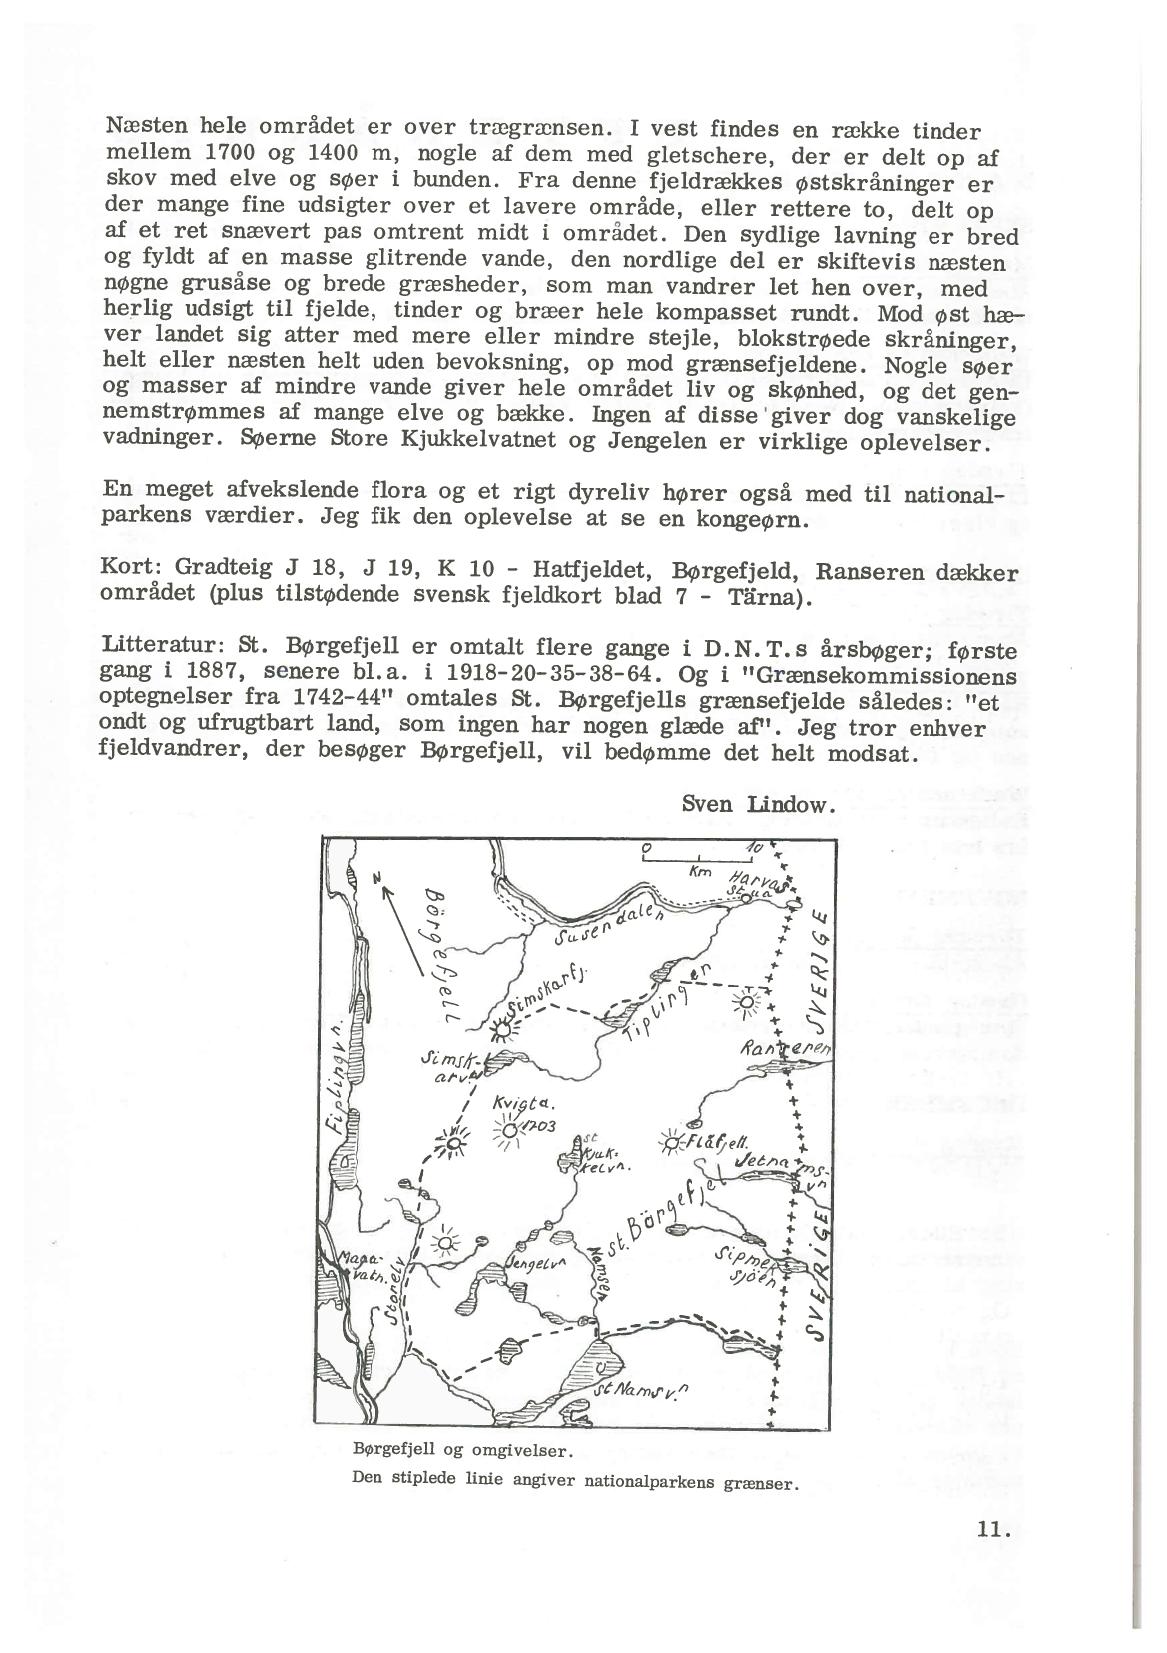 Næsten hele området er over trægrænsen. I vest findes en række tinder
mellem 1700 og 1400 m, nogle af dem med gletschere, der er delt op af
skov med elve og søer i bunden. Fra denne fjeldrækkes østskråninger er
der mange fine udsigter over et lavere område, eller rettere to, delt op
af et ret snævert pas omtrent midt i området. Den sydlige lavning er bred
og fyldt af en masse glitrende vande, den nordlige del er skiftevis næsten
nøgne grusåse og brede græsheder, som man vandrer let hen over, med
herlig udsigt til fjelde, tinder og bræer hele kompasset rundt. Mod øst hæ-
ver landet sig atter med mere eller mindre stejle, blokstrøede skråninger,
helt eller næsten helt uden bevoksning, op mod grænsefjeldene. Nogle søer
og masser af mindre vande giver hele området liv og skønhed, og det gen-
nemstrømmes af mange elve og bække. Ingen af disse giver dog vanskelige
vadninger. Søerne Store Kjukkelvatnet og Jengelen er virklige oplevelser.
En meget afvekslende flora og et rigt dyreliv hører også med til national-
parkens værdier. Jeg fik den oplevelse at se en kongeørn.
Kort: Gradteig J 18, J 19, K 10 - Hatfjeldet, Børgefjeld, Ranseren dækker
området (plus tilstødende svensk fjeldkort blad 7 - Tärna).
Litteratur: St. Børgefjell er omtalt flere gange i D.N.T.s årsbøger; første
gang i 1887, senere bl.a. i 1918-20-35-38-64. Og i "Grænsekommissionens
optegnelser fra 1742-44" omtales St. Børgefjells grænsefjelde således: "et
ondt og ufrugtbart land, som ingen har nogen glæde af". Jeg tror enhver
fjeldvandrer, der besøger Børgefjell, vil bedømme det helt modsat.
Sven Lindow.
0 10
Km
Harvas
stua
N
Börgefjell
Susendalen
SVERIGE
Simskarfj.
Tiplingen
Fiplingvn.
Simsk-
arv.
Ranseren
Kvigt.
1703
st
Kjuk-
kelvn.
Flåfjell.
Jetnams-
vn
st. Börgefjel
Maja-
vatn.
Storelv
Jengelvn
Namsen
Sipmek
sjöen
SVERIGE
st Namsv.n
Børgefjell og omgivelser.
Den stiplede linie angiver nationalparkens grænser.
11.